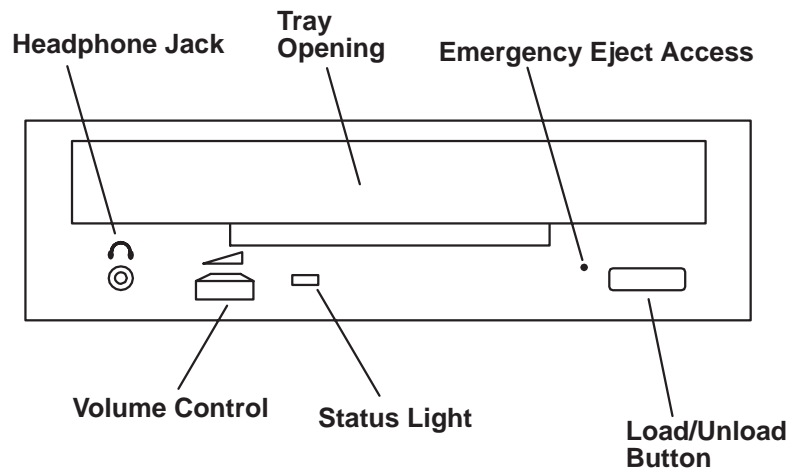 Headphone Jack
Tray
Opening
Emergency Eject Access
Volume Control
Status Light
Load/Unload
Button